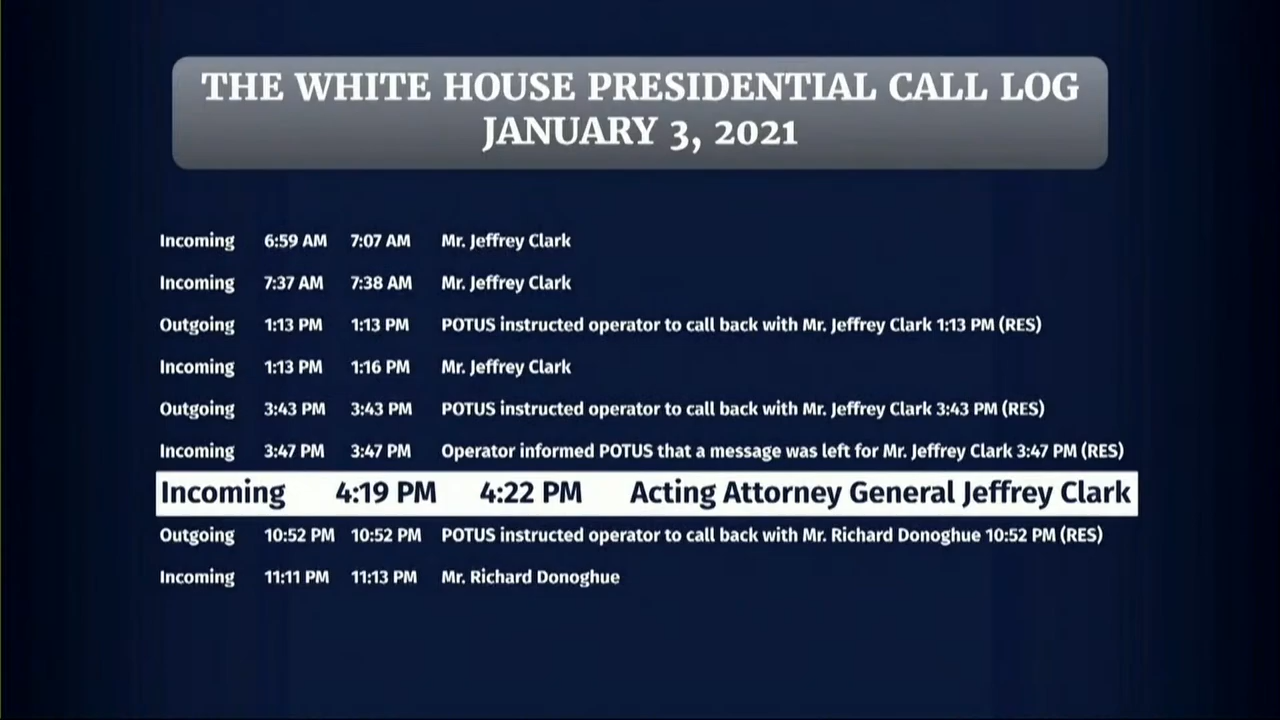 THE WHITE HOUSE PRESIDENTIAL CALL LOG
JANUARY 3, 2021
Incoming 6:59 AM 7:07 AM Mr. Jeffrey Clark
Incoming 7:37 AM 7:38 AM Mr. Jeffrey Clark
Outgoing 1:13 PM 1:13 PM POTUS instructed operator to call back with Mr. Jeffrey Clark 1:13 PM (RES)
Incoming 1:13 PM 1:16 PM Mr. Jeffrey Clark
Outgoing 3:43 PM 3:43 PM POTUS instructed operator to call back with Mr. Jeffrey Clark 3:43 PM (RES)
Incoming 3:47 PM 3:47 PM Operator informed POTUS that a message was left for Mr. Jeffrey Clark 3:47 PM (RES)
Incoming 4:19 PM 4:22 PM Acting Attorney General Jeffrey Clark
Outgoing 10:52 PM 10:52 PM POTUS instructed operator to call back with Mr. Richard Donoghue 10:52 PM (RES)
Incoming 11:11 PM 11:13 PM Mr. Richard Donoghue